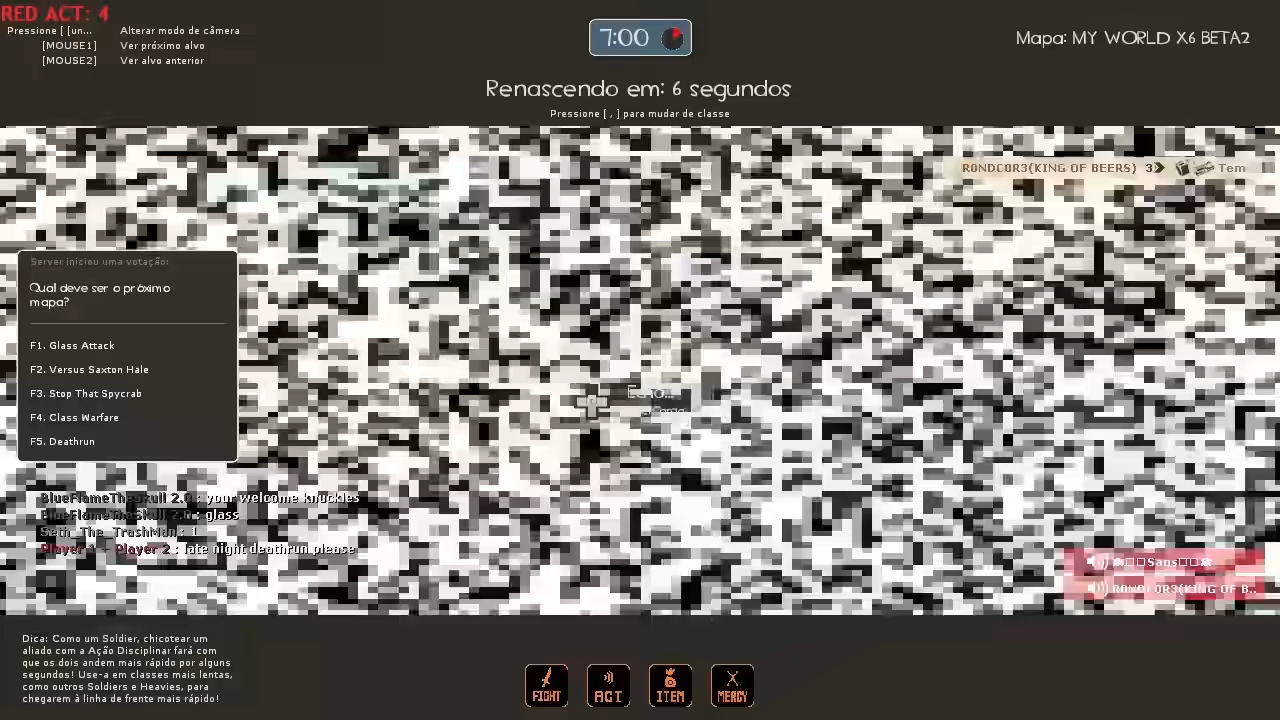 RED ACT: 4
Pressione [ [un... Alterar modo de câmera
[MOUSE1] Ver próximo alvo
[MOUSE2] Ver alvo anterior
7:00
Mapa: MY WORLD X6 BETA2
Renascendo em: 6 segundos
Pressione [ , ] para mudar de classe
R0NDC0R3(KING OF BEERS) 3 Tem
Server iniciou uma votação:
Qual deve ser o próximo
mapa?
F1. Glass Attack
F2. Versus Saxton Hale
F3. Stop That Spycrab
F4. Class Warfare
F5. Deathrun
BlueFlameTheSkull 2.0 : your welcome knuckles
BlueFlameTheSkull 2.0 : glass
Seth_The_TrashMan : 1
Player 1 - Player 2 : late night deathrun please
Sans
R0NDC0R3(KING OF B..
Dica: Como um Soldier, chicotear um
aliado com a Ação Disciplinar fará com
que os dois andem mais rápido por alguns
segundos! Use-a em classes mais lentas,
como outros Soldiers e Heavies, para
chegarem à linha de frente mais rápido!
FIGHT ACT ITEM MERCY